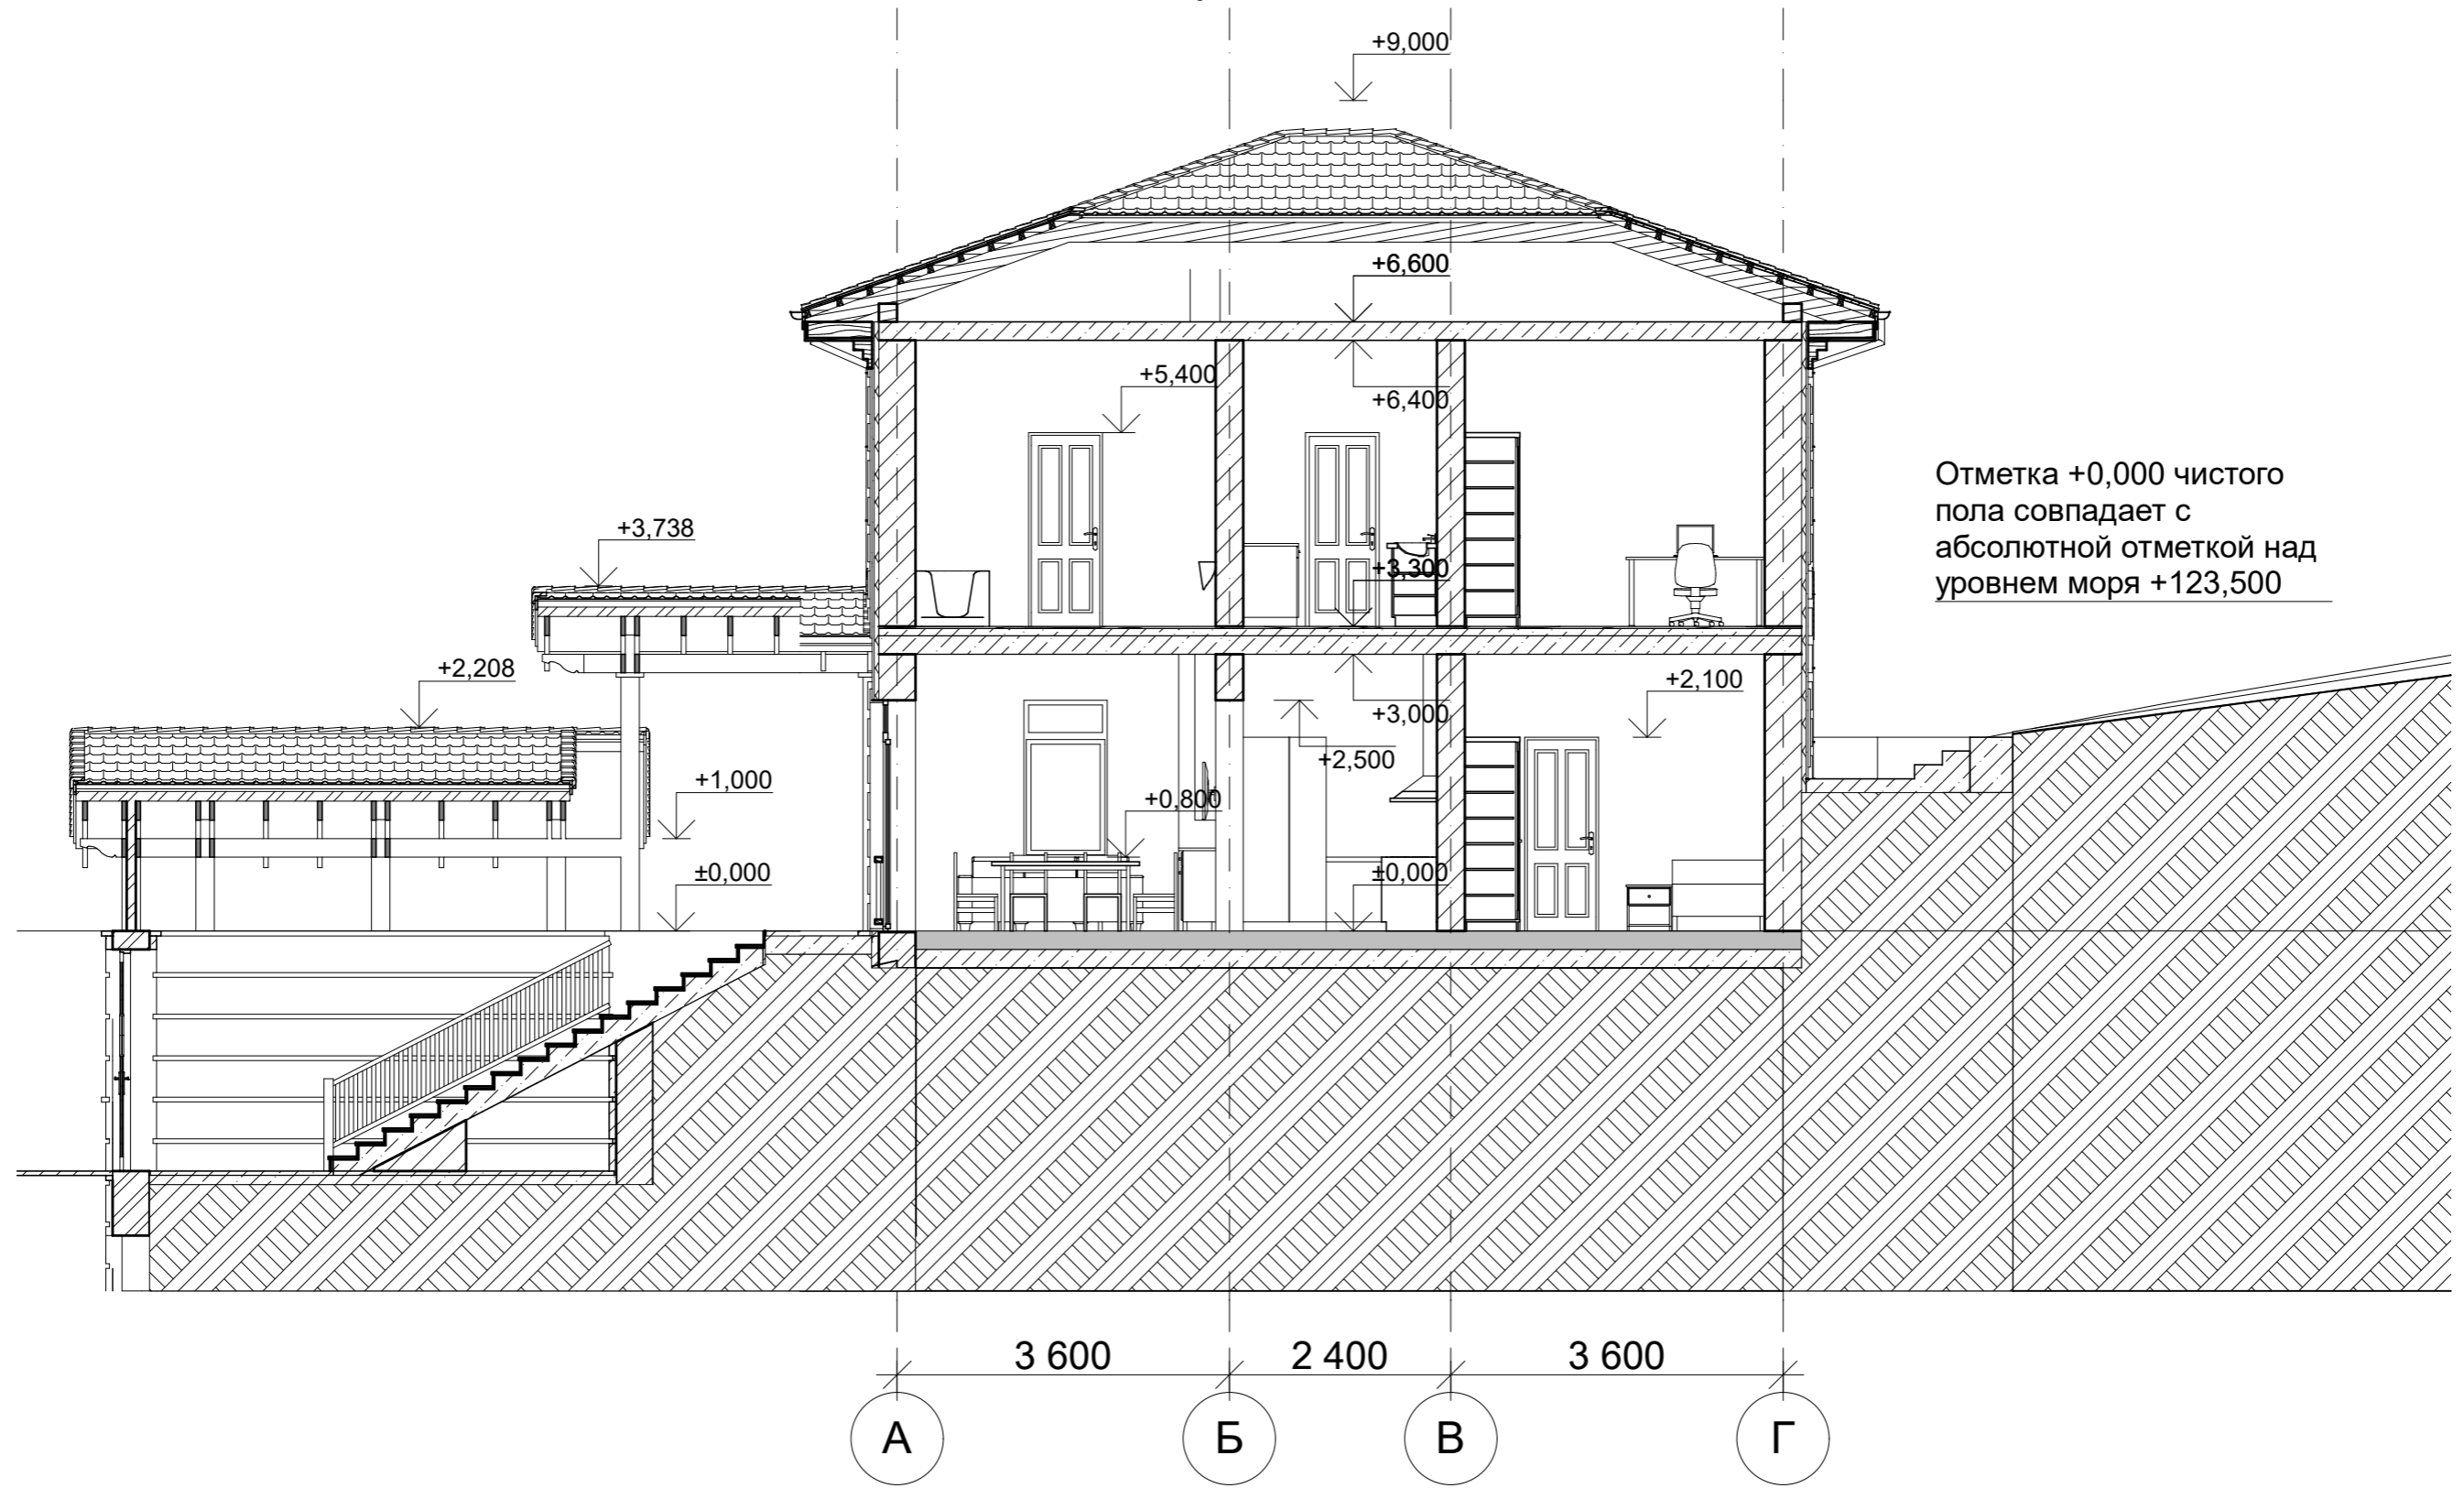 +9,000
+6,600
+5,400
+6,400
Отметка +0,000 чистого
пола совпадает с
абсолютной отметкой над
уровнем моря +123,500
+3,738
+3,300
+2,208
+2,100
+3,000
+2,500
+1,000
+0,800
±0,000
±0,000
3 600
2 400
3 600
А
Б
В
Г